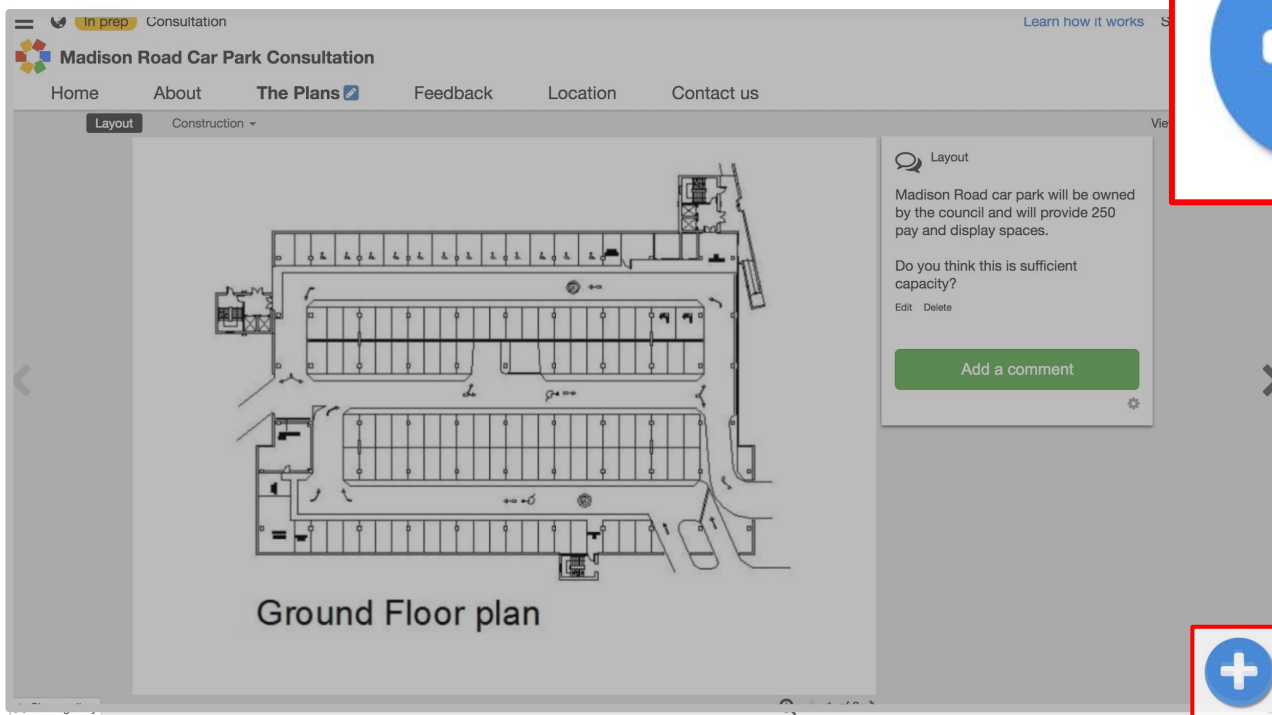 In prep Consultation Learn how it works
Madison Road Car Park Consultation
Home About The Plans Feedback Location Contact us
Layout Construction
Layout
Madison Road car park will be owned
by the council and will provide 250
pay and display spaces.
Do you think this is sufficient
capacity?
Edit Delete
Add a comment
Ground Floor plan